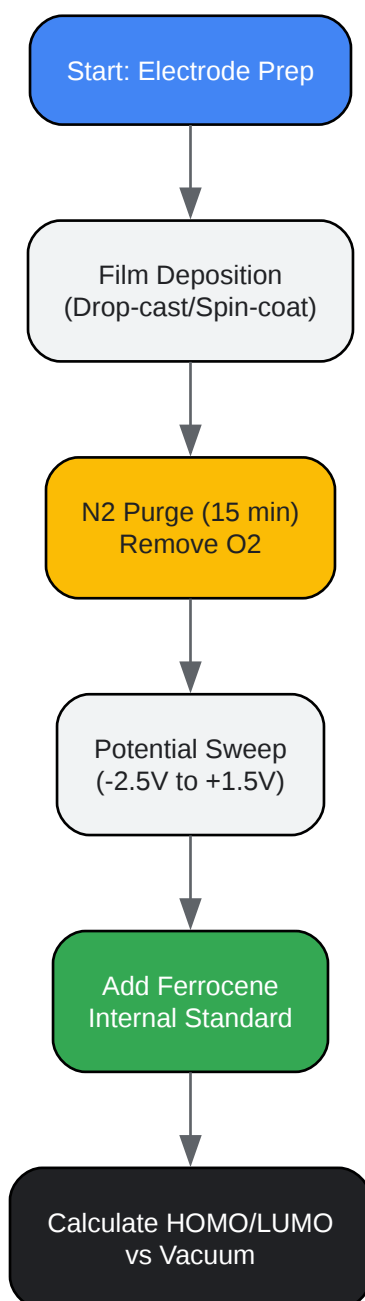 Start: Electrode Prep
Film Deposition
(Drop-cast/Spin-coat)
N2 Purge (15 min)
Remove O2
Potential Sweep
(-2.5V to +1.5V)
Add Ferrocene
Internal Standard
Calculate HOMO/LUMO
vs Vacuum